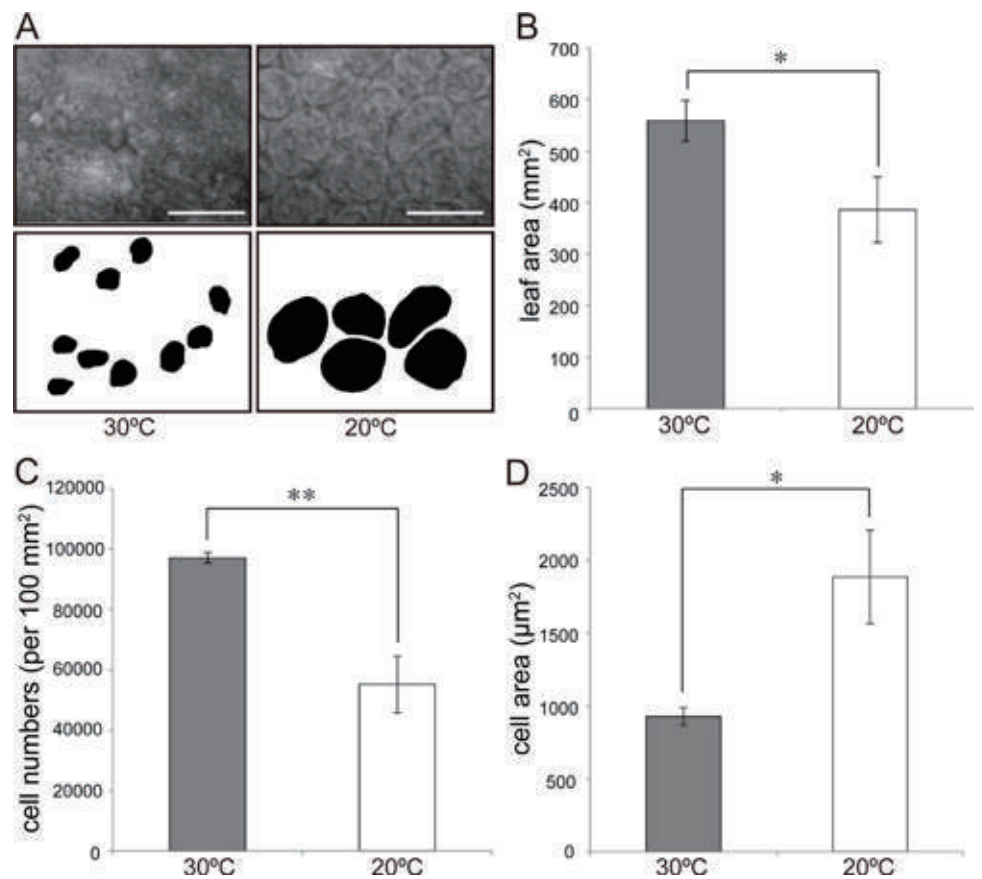 A
30ºC 20ºC
B
leaf area (mm²)
700
600
500
400
300
200
100
0
*
30ºC 20ºC
C
cell numbers (per 100 mm²)
120000
100000
80000
60000
40000
20000
0
**
30ºC 20ºC
D
cell area (µm²)
2500
2000
1500
1000
500
0
*
30ºC 20ºC